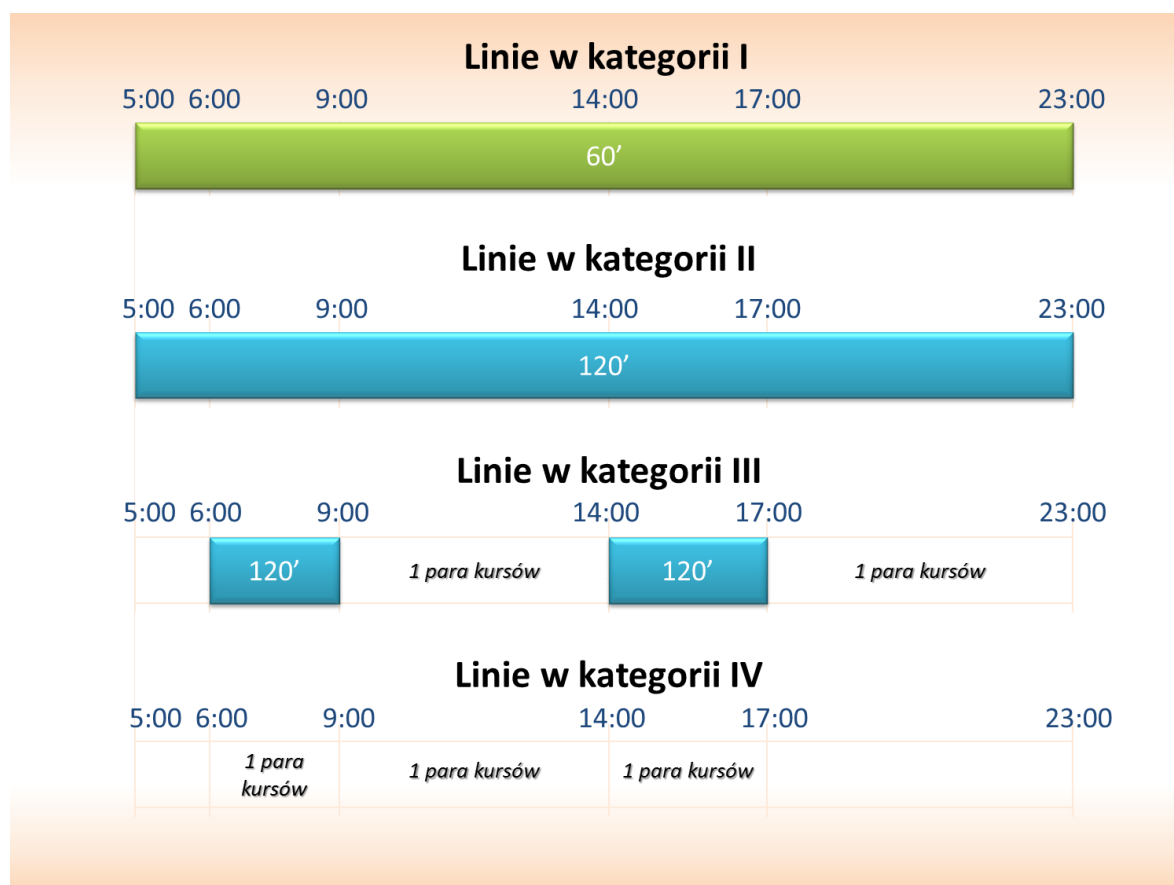 Linie w kategorii I
5:00 6:00 9:00 14:00 17:00 23:00
60’
Linie w kategorii II
5:00 6:00 9:00 14:00 17:00 23:00
120’
Linie w kategorii III
5:00 6:00 9:00 14:00 17:00 23:00
120’ 1 para kursów 120’ 1 para kursów
Linie w kategorii IV
5:00 6:00 9:00 14:00 17:00 23:00
1 para
kursów
1 para kursów 1 para kursów